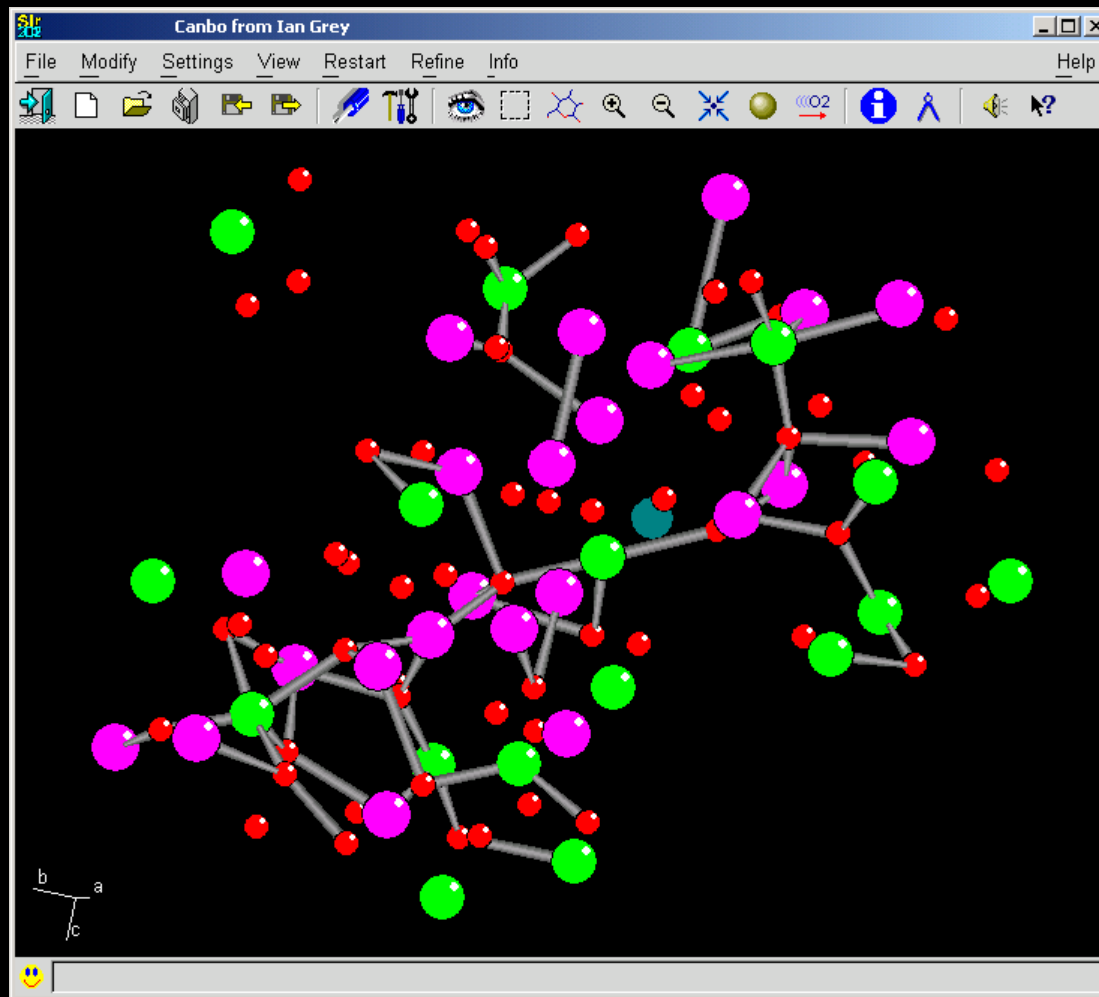 Canbo from Ian Grey
File Modify Settings View Restart Refine Info Help
O2
b a
c